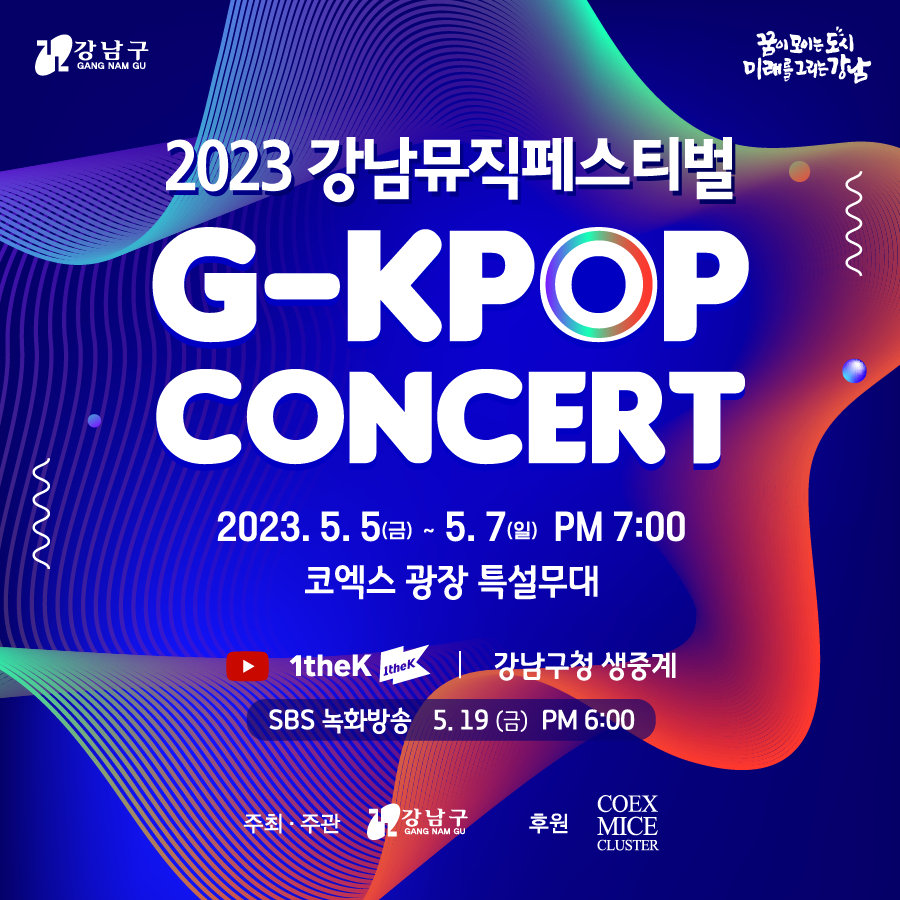 강남구
GANG NAM GU
꿈이 모이는 도시
미래를 그리는 강남
2023 강남뮤직페스티벌
G-KPOP
CONCERT
2023. 5. 5(금) ~ 5. 7(일) PM 7:00
코엑스 광장 특설무대
1theK 1theK | 강남구청 생중계
SBS 녹화방송 5. 19 (금) PM 6:00
주최 · 주관 강남구 GANG NAM GU 후원 COEX MICE CLUSTER